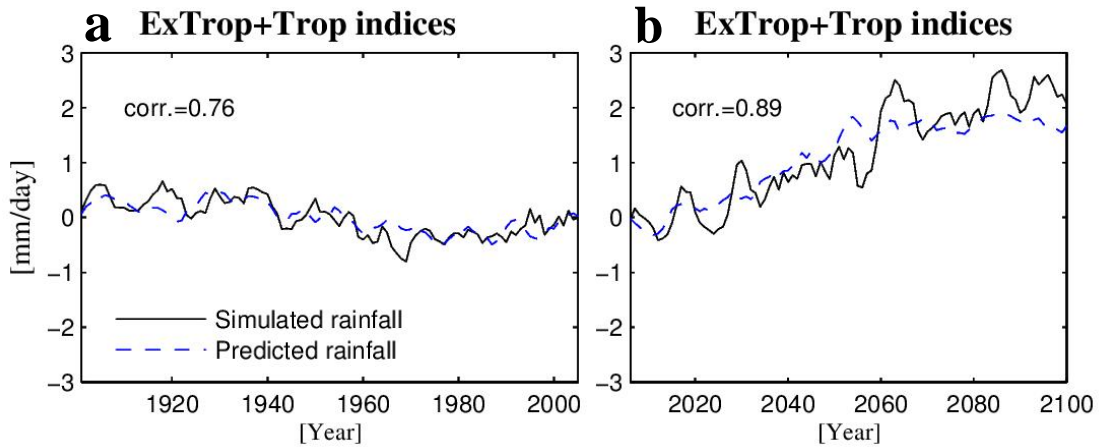 a ExTrop+Trop indices
3
2
1
0
−1
−2
−3
[mm/day]
corr.=0.76
Simulated rainfall
Predicted rainfall
1920 1940 1960 1980 2000
[Year]
b ExTrop+Trop indices
3
2
1
0
−1
−2
−3
corr.=0.89
2020 2040 2060 2080 2100
[Year]